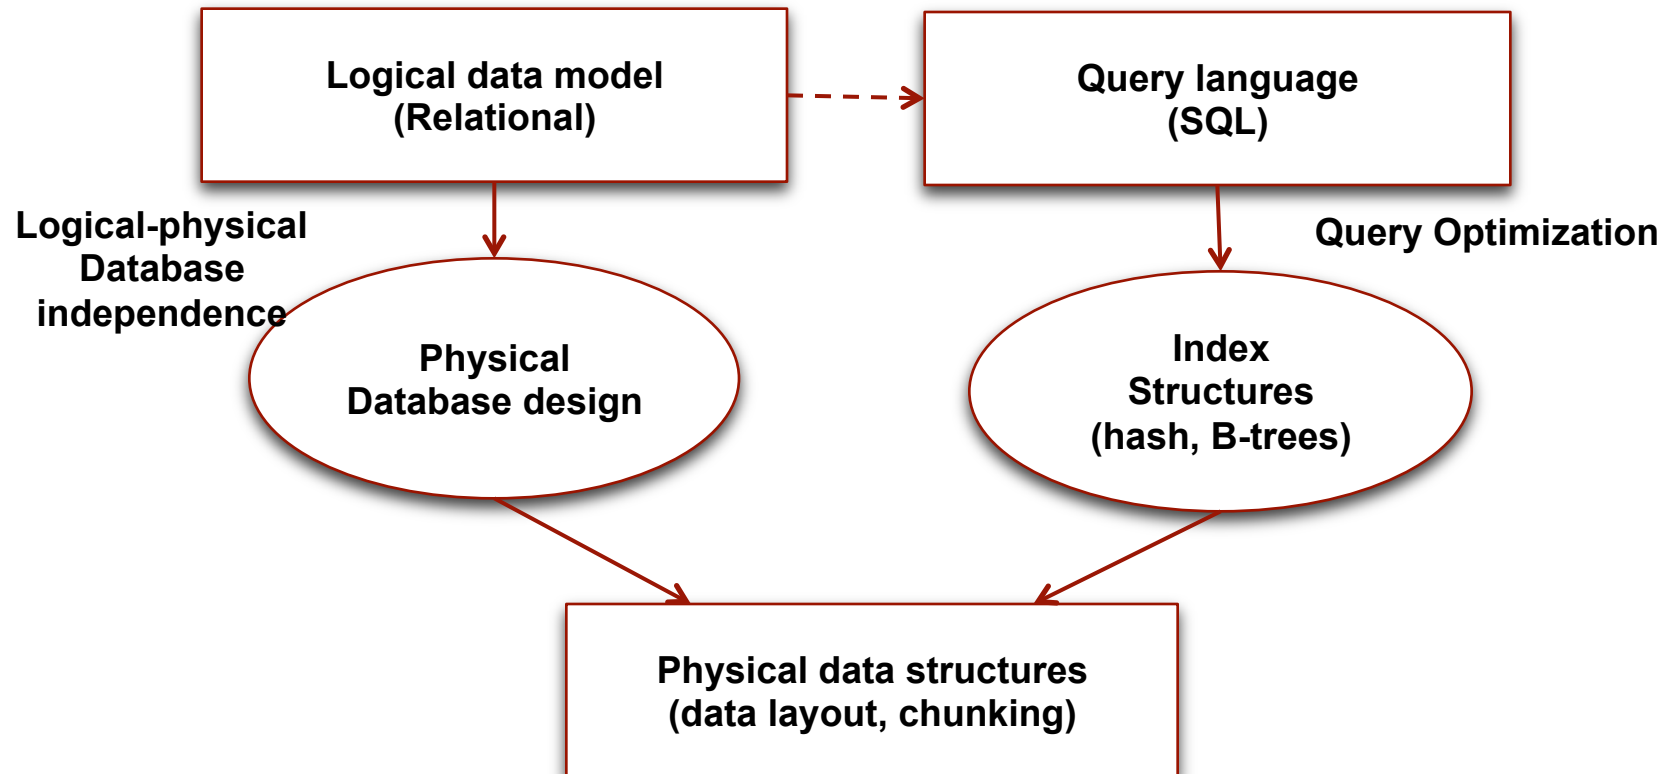 Logical data model
(Relational)
Query language
(SQL)
Logical-physical
Database
independence
Query Optimization
Physical
Database design
Index
Structures
(hash, B-trees)
Physical data structures
(data layout, chunking)